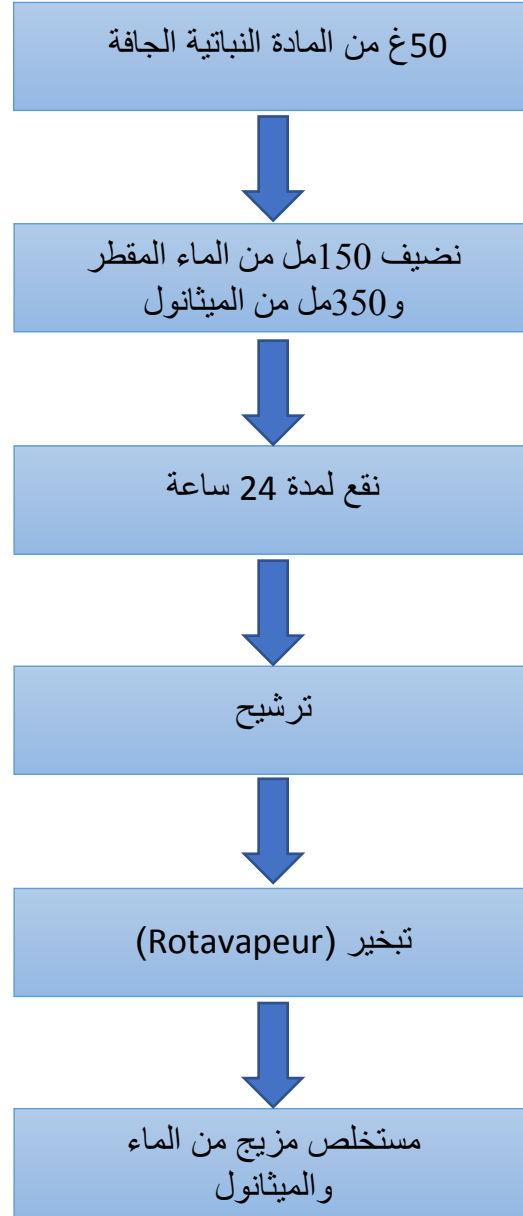 50غ من المادة النباتية الجافة
نضيف 150مل من الماء المقطر
و350مل من الميثانول
نقع لمدة 24 ساعة
ترشيح
تبخير (Rotavapeur)
مستخلص مزيج من الماء
والميثانول